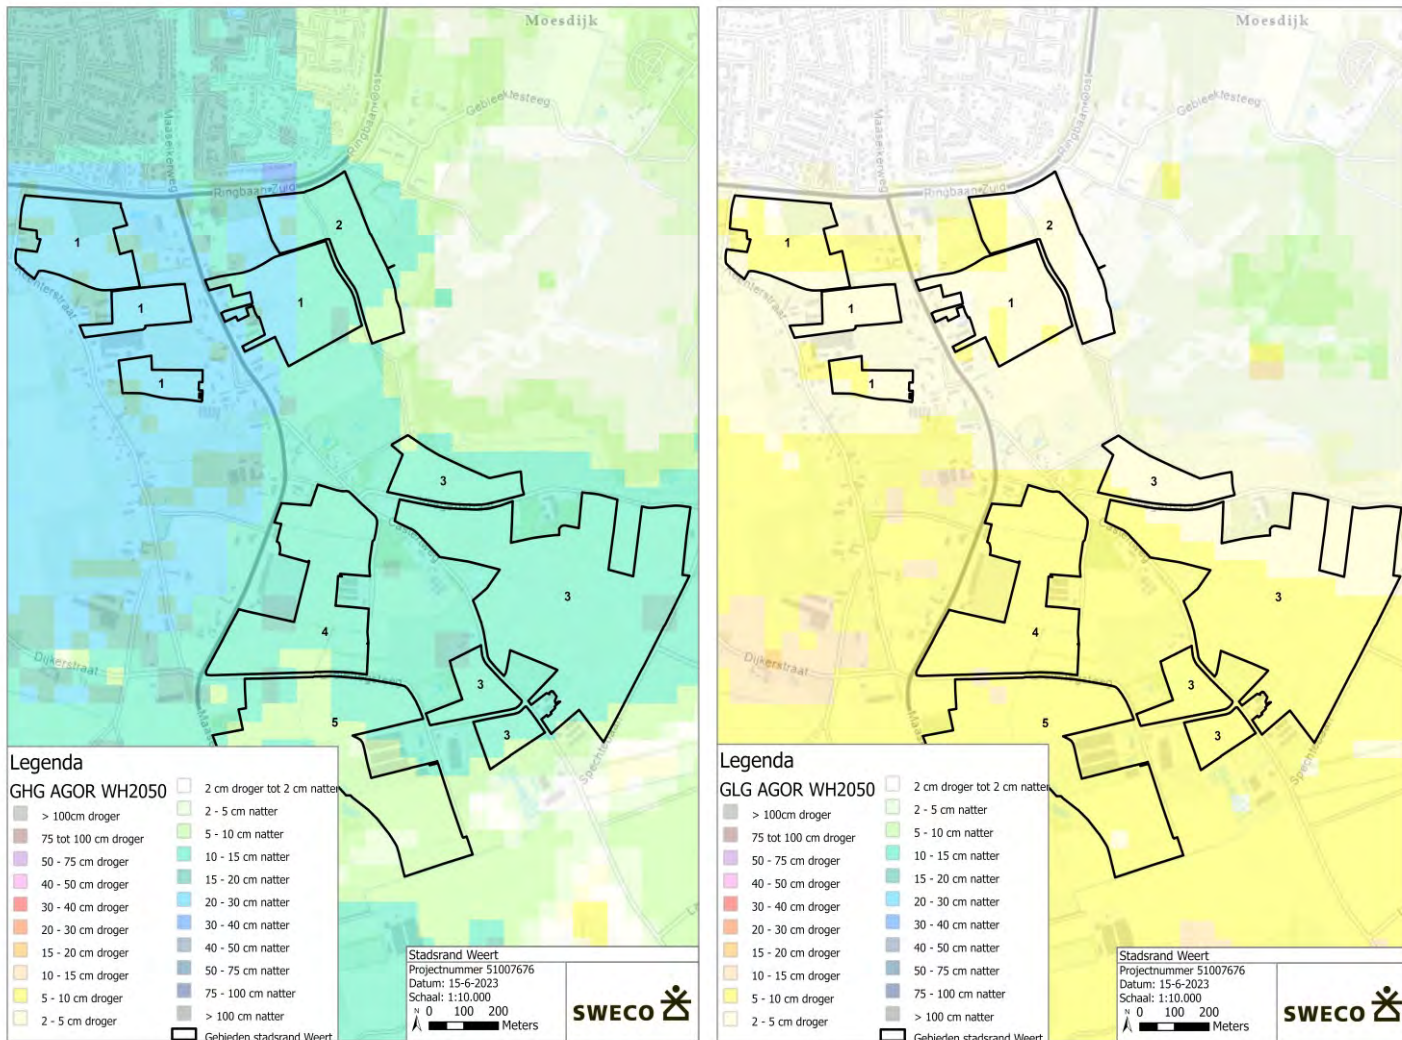 Moesdijk
Ringbaan Oost
Gebleektesteeg
Maaseikerweg
Ringbaan Zuid
2
1
1
1
1
3
3
4
3
3
5
Dijkerstraat
Legenda
GHG AGOR WH2050
> 100cm droger
75 tot 100 cm droger
50 - 75 cm droger
40 - 50 cm droger
30 - 40 cm droger
20 - 30 cm droger
15 - 20 cm droger
10 - 15 cm droger
5 - 10 cm droger
2 - 5 cm droger
2 cm droger tot 2 cm natter
2 - 5 cm natter
5 - 10 cm natter
10 - 15 cm natter
15 - 20 cm natter
20 - 30 cm natter
30 - 40 cm natter
40 - 50 cm natter
50 - 75 cm natter
75 - 100 cm natter
> 100 cm natter
Gebieden stadsrand Weert
Stadsrand Weert
Projectnummer 51007676
Datum: 15-6-2023
Schaal: 1:10.000
N
0 100 200
Meters
SWECO
Moesdijk
Ringbaan Oost
Gebleektesteeg
Maaseikerweg
Ringbaan Zuid
2
1
1
1
1
3
3
4
3
3
5
Dijkerstraat
Legenda
GLG AGOR WH2050
> 100cm droger
75 tot 100 cm droger
50 - 75 cm droger
40 - 50 cm droger
30 - 40 cm droger
20 - 30 cm droger
15 - 20 cm droger
10 - 15 cm droger
5 - 10 cm droger
2 - 5 cm droger
2 cm droger tot 2 cm natter
2 - 5 cm natter
5 - 10 cm natter
10 - 15 cm natter
15 - 20 cm natter
20 - 30 cm natter
30 - 40 cm natter
40 - 50 cm natter
50 - 75 cm natter
75 - 100 cm natter
> 100 cm natter
Gebieden stadsrand Weert
Stadsrand Weert
Projectnummer 51007676
Datum: 15-6-2023
Schaal: 1:10.000
N
0 100 200
Meters
SWECO